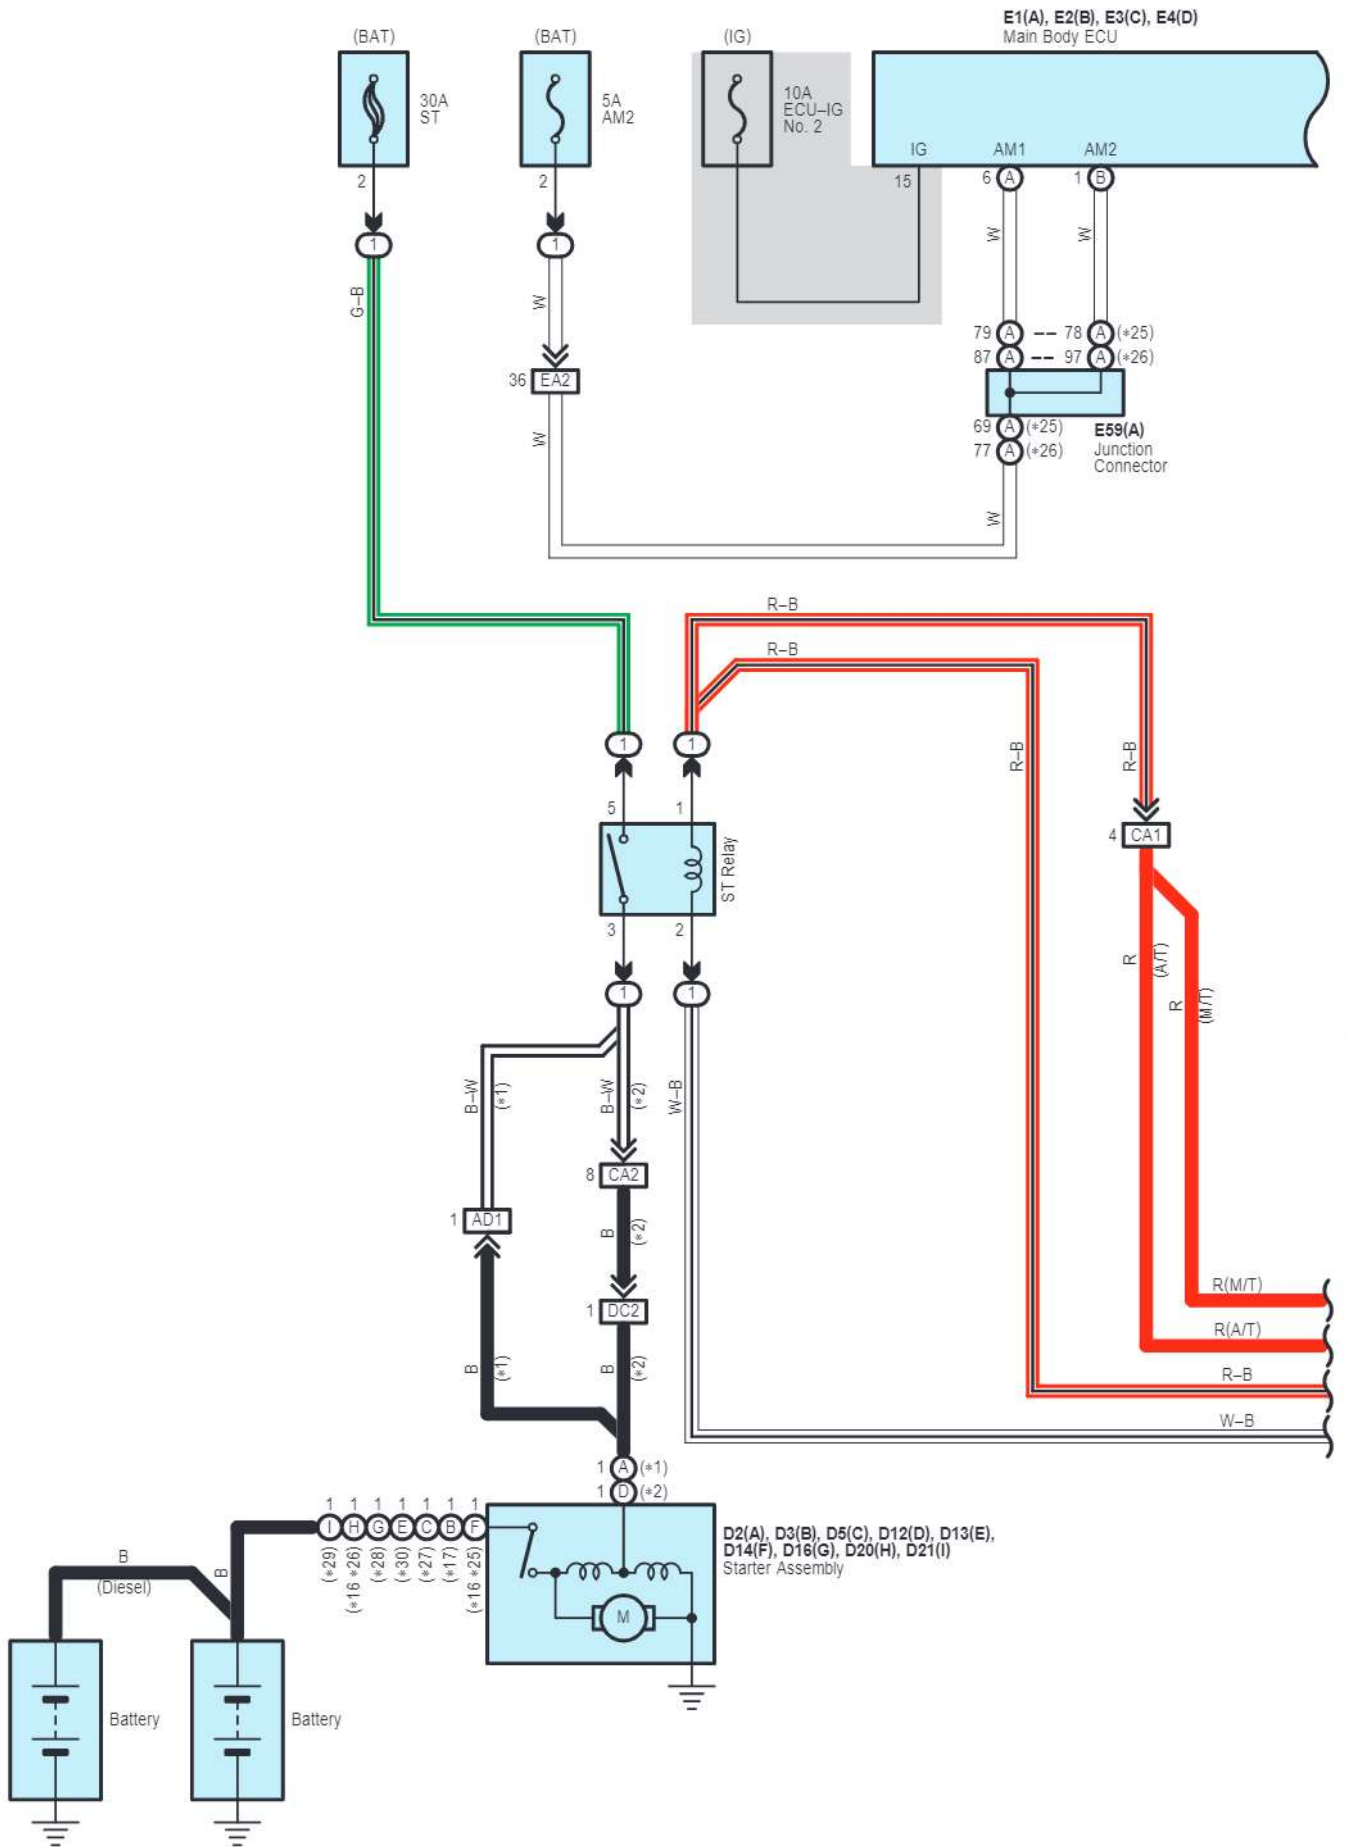 E1(A), E2(B), E3(C), E4(D)
Main Body ECU
(BAT)
(BAT)
(IG)
30A
ST
5A
AM2
10A
ECU–IG
No. 2
IG
AM1
AM2
2
2
15
6 A
1 B
1
1
W
W
G–B
W
79 A
78 A (*25)
87 A
97 A (*26)
36 EA2
W
69 A (*25)
77 A (*26)
E59(A)
Junction
Connector
W
R–B
R–B
1
1
R–B
R–B
5
1
4 CA1
ST Relay
3
2
R
(A/T)
R
(M/T)
1
1
B–W
(*1)
B–W
(*2)
W–B
8 CA2
1 AD1
B
(*2)
1 DC2
R(M/T)
R(A/T)
R–B
W–B
B
(*1)
B
(*2)
1 A (*1)
1 D (*2)
1 1 1 1 1 1 1
I H G E C B F
(*29)
(*16 *26)
(*28)
(*30)
(*27)
(*17)
(*16 *25)
D2(A), D3(B), D5(C), D12(D), D13(E),
D14(F), D16(G), D20(H), D21(I)
Starter Assembly
B
(Diesel)
B
M
Battery
Battery